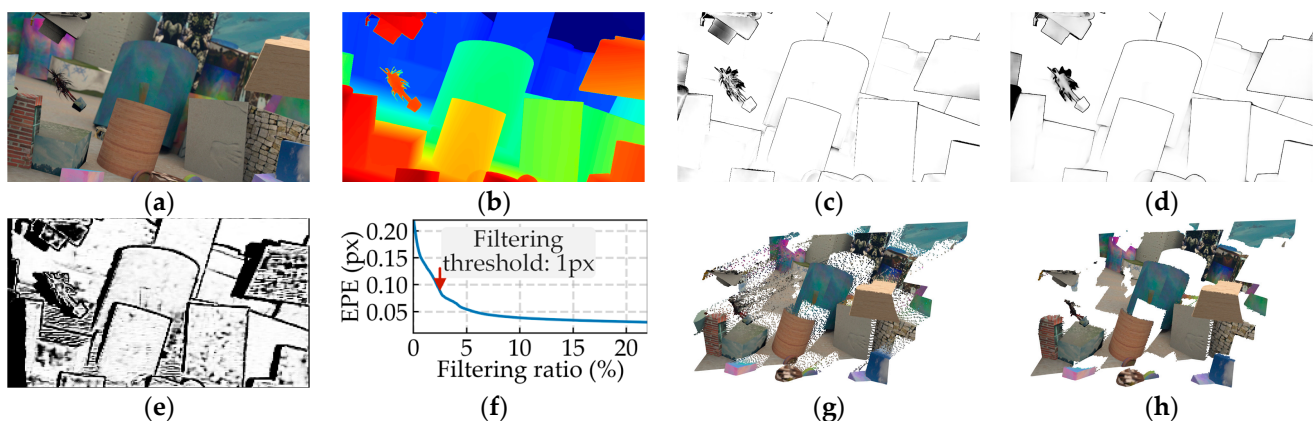 (a)
(b)
(c)
(d)
EPE (px)
0.20
0.15
0.10
0.05
Filtering
threshold: 1px
0
5
10
15
20
Filtering ratio (%)
(e)
(f)
(g)
(h)